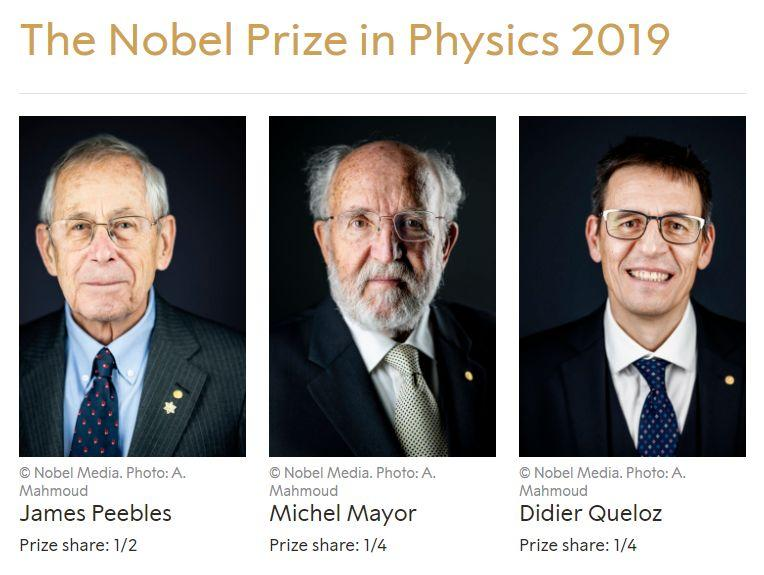 The Nobel Prize in Physics 2019
© Nobel Media. Photo: A.
Mahmoud
James Peebles
Prize share: 1/2
© Nobel Media. Photo: A.
Mahmoud
Michel Mayor
Prize share: 1/4
© Nobel Media. Photo: A.
Mahmoud
Didier Queloz
Prize share: 1/4